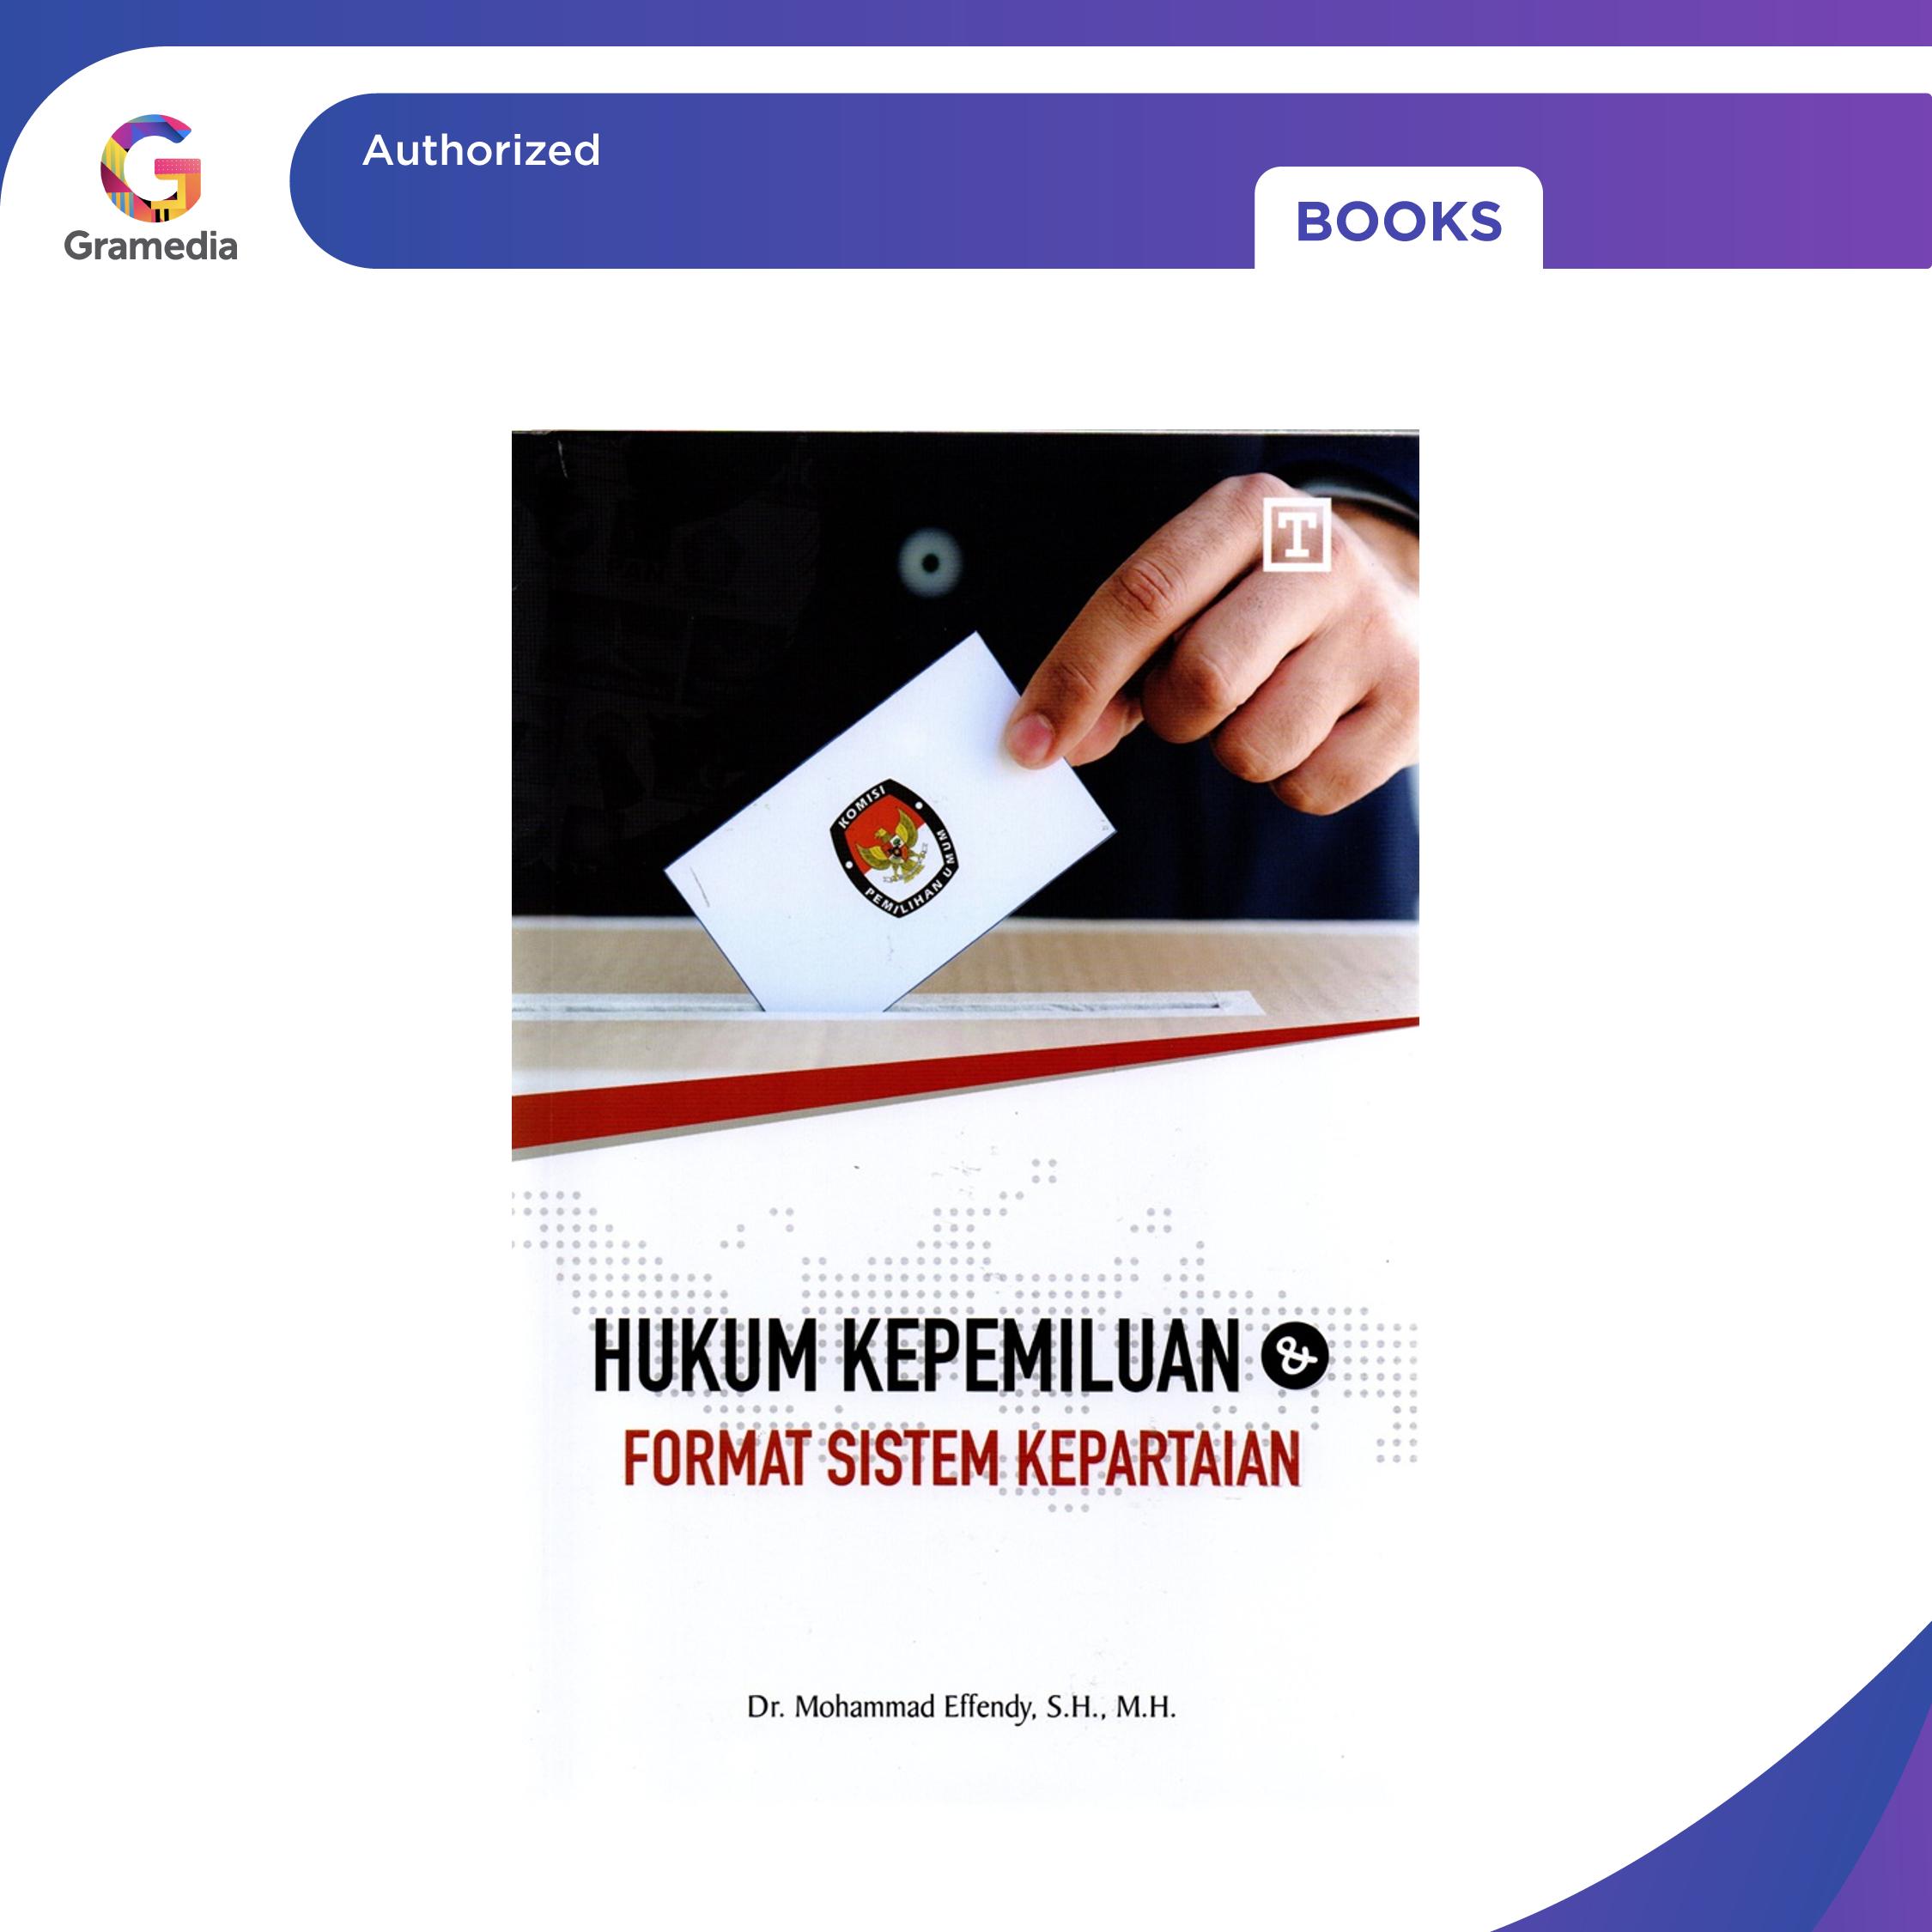 Gramedia
Authorized
BOOKS
T
KOMISI
PEMILIHAN UMUM
HUKUM KEPEMILUAN &
FORMAT SISTEM KEPARTAIAN
Dr. Mohammad Effendy, S.H., M.H.